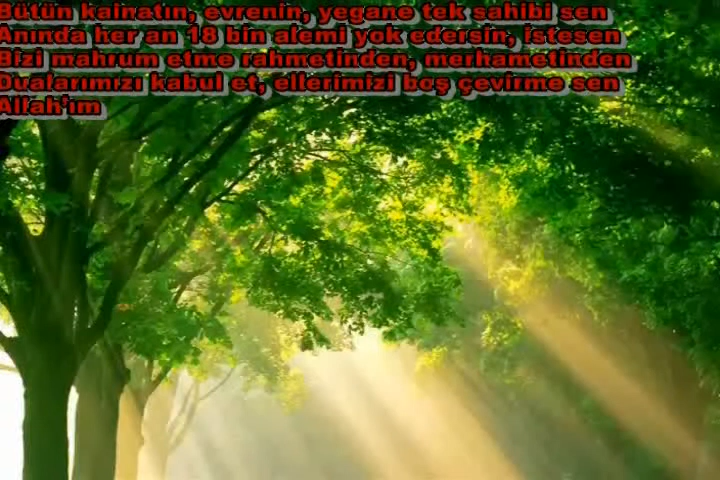 Bütün kainatın, evrenin, yegane tek sahibi sen
Anında her an 18 bin alemi yok edersin, istesen
Bizi mahrum etme rahmetinden, merhametinden
Dualarımızı kabul et, ellerimizi boş çevirme sen
Allah'ım